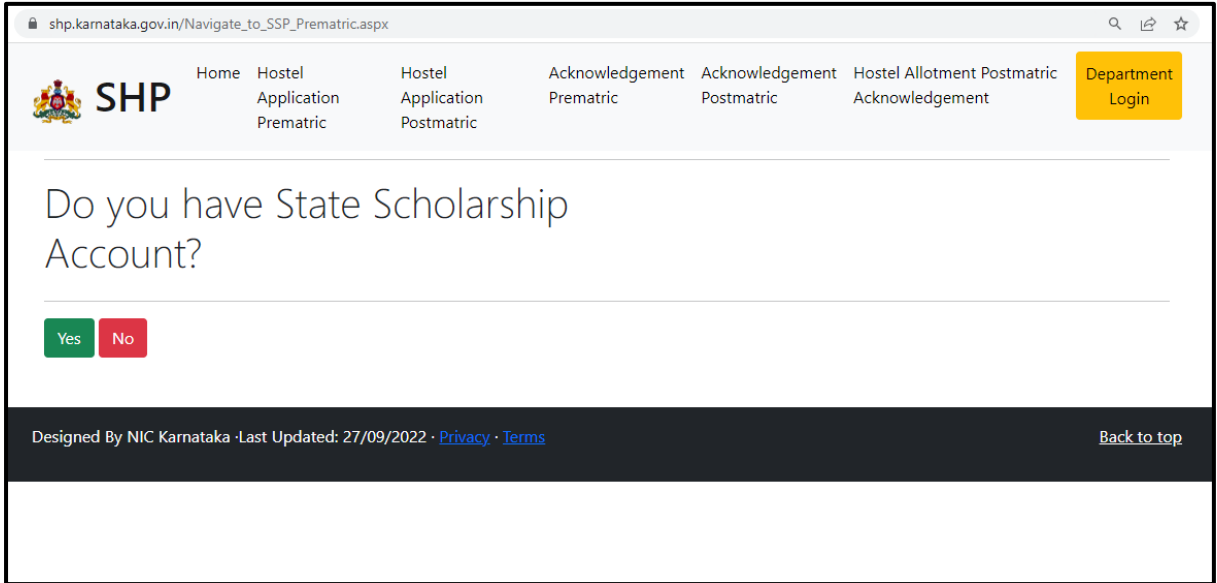 shp.karnataka.gov.in/Navigate_to_SSP_Prematric.aspx
SHP
Home
Hostel
Application
Prematric
Hostel
Application
Postmatric
Acknowledgement
Prematric
Acknowledgement
Postmatric
Hostel Allotment Postmatric
Acknowledgement
Department
Login
Do you have State Scholarship
Account?
Yes No
Designed By NIC Karnataka ·Last Updated: 27/09/2022 · Privacy · Terms
Back to top